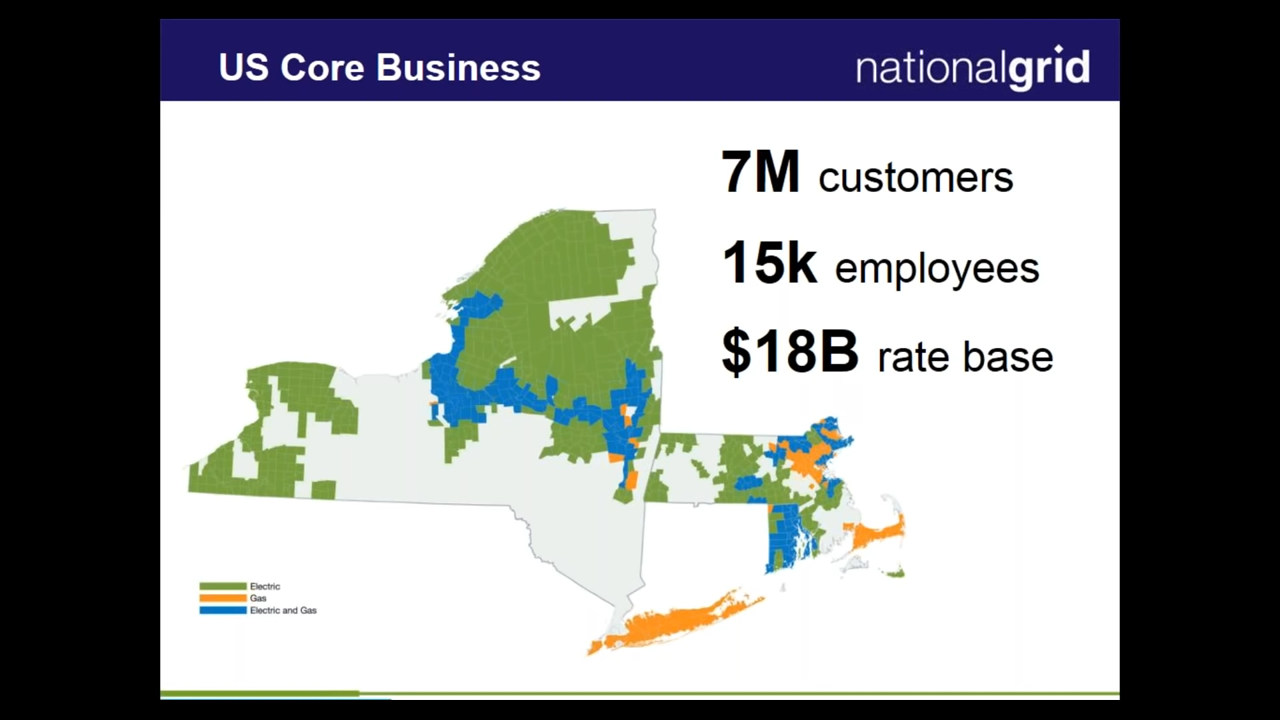 US Core Business
nationalgrid
7M customers
15k employees
$18B rate base
Electric
Gas
Electric and Gas